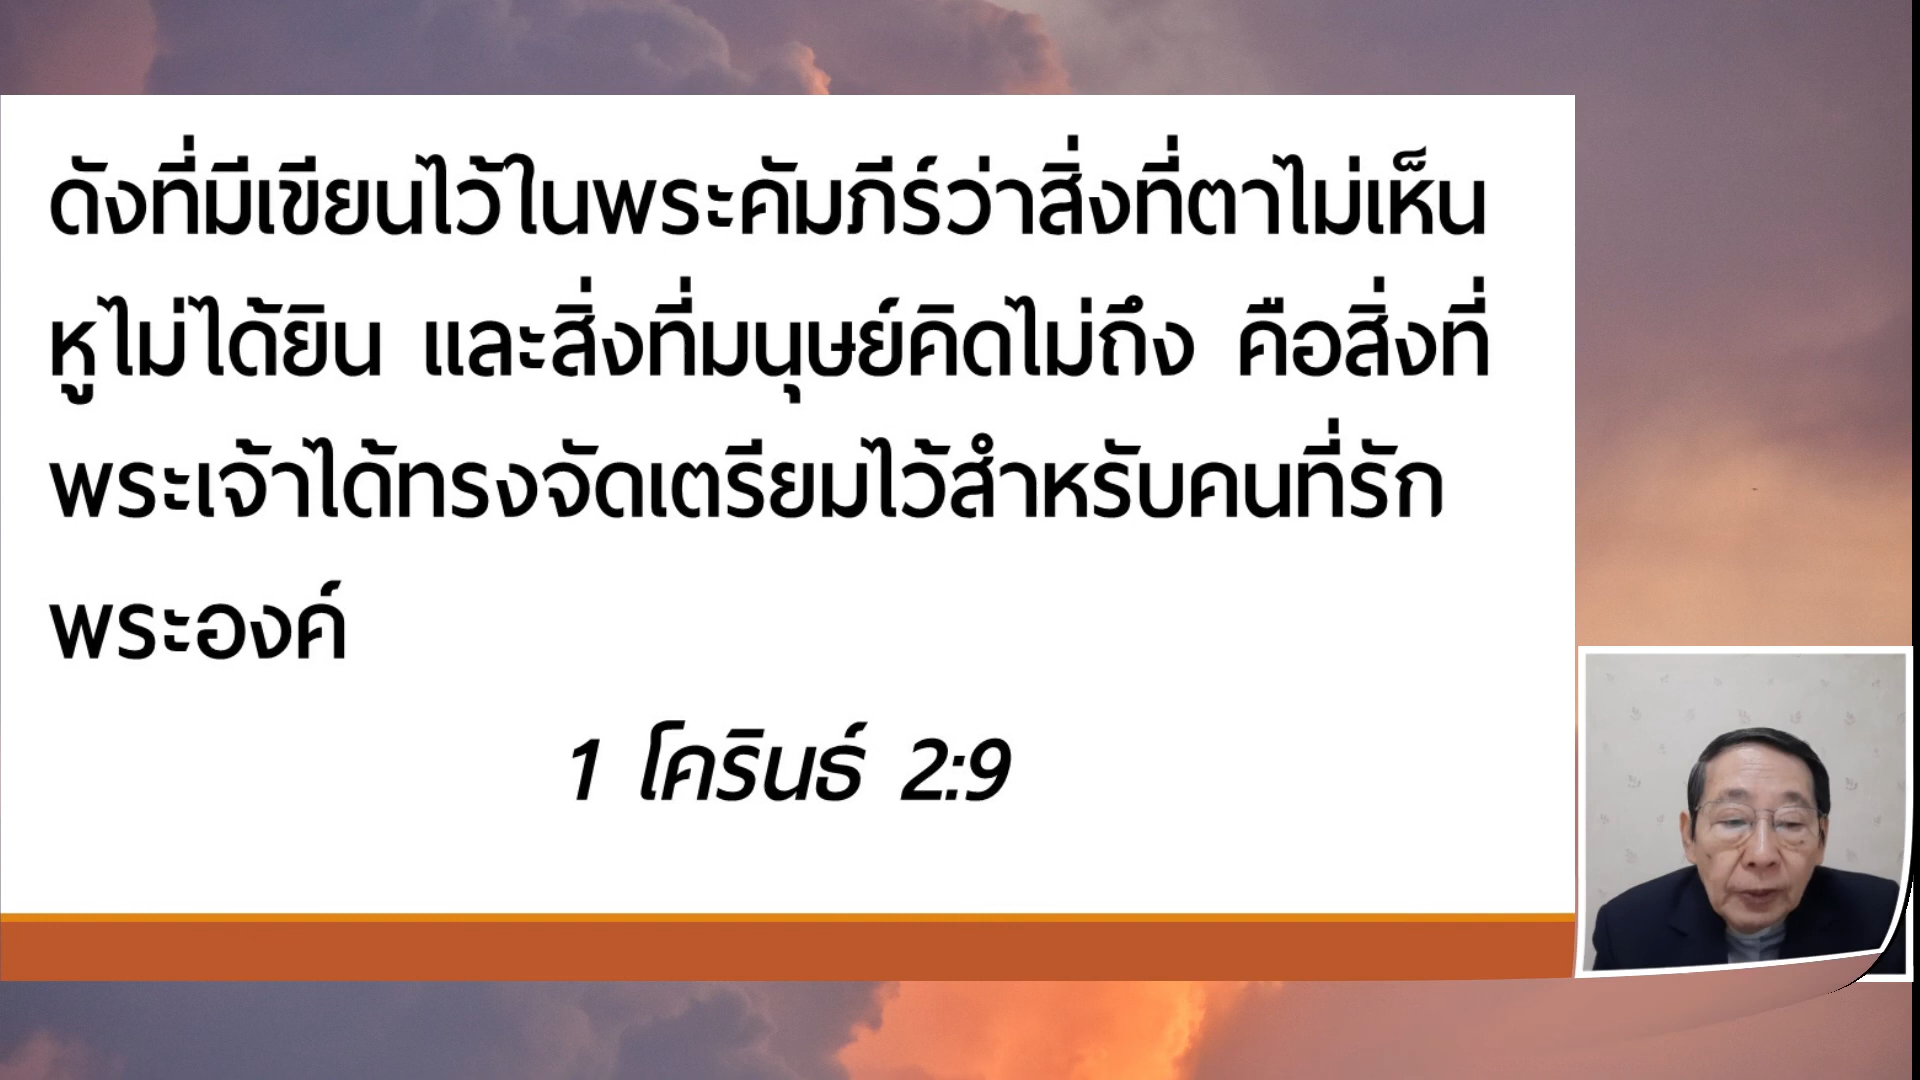 ดังที่มีเขียนไว้ในพระคัมภีร์ว่าสิ่งที่ตาไม่เห็น
หูไม่ได้ยิน และสิ่งที่มนุษย์คิดไม่ถึง คือสิ่งที่
พระเจ้าได้ทรงจัดเตรียมไว้สำหรับคนที่รัก
พระองค์
1 โครินธ์ 2:9